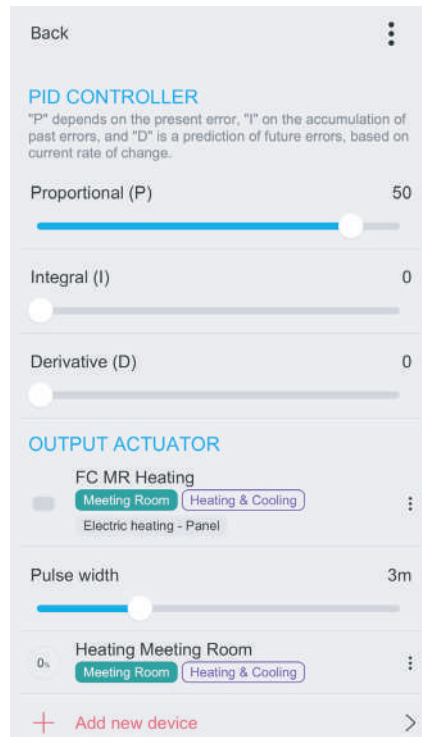 Back
PID CONTROLLER
"P" depends on the present error, "I" on the accumulation of
past errors, and "D" is a prediction of future errors, based on
current rate of change.
Proportional (P) 50
Integral (I) 0
Derivative (D) 0
OUTPUT ACTUATOR
FC MR Heating
Meeting Room Heating & Cooling
Electric heating - Panel
Pulse width 3m
Heating Meeting Room
0%
Meeting Room Heating & Cooling
Add new device